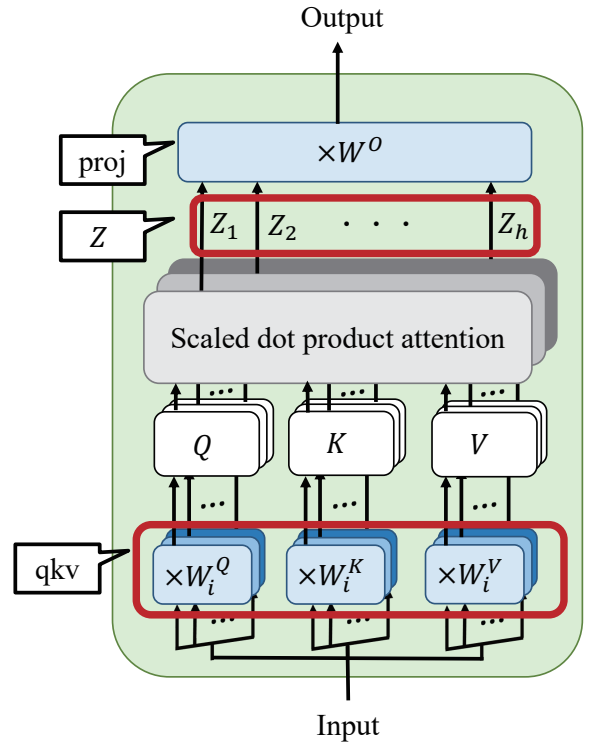 Output
proj
×W^O
Z
Z_1 Z_2 · · · Z_h
Scaled dot product attention
... ... ...
Q K V
... ... ...
qkv
×W_i^Q ×W_i^K ×W_i^V
... ... ...
Input